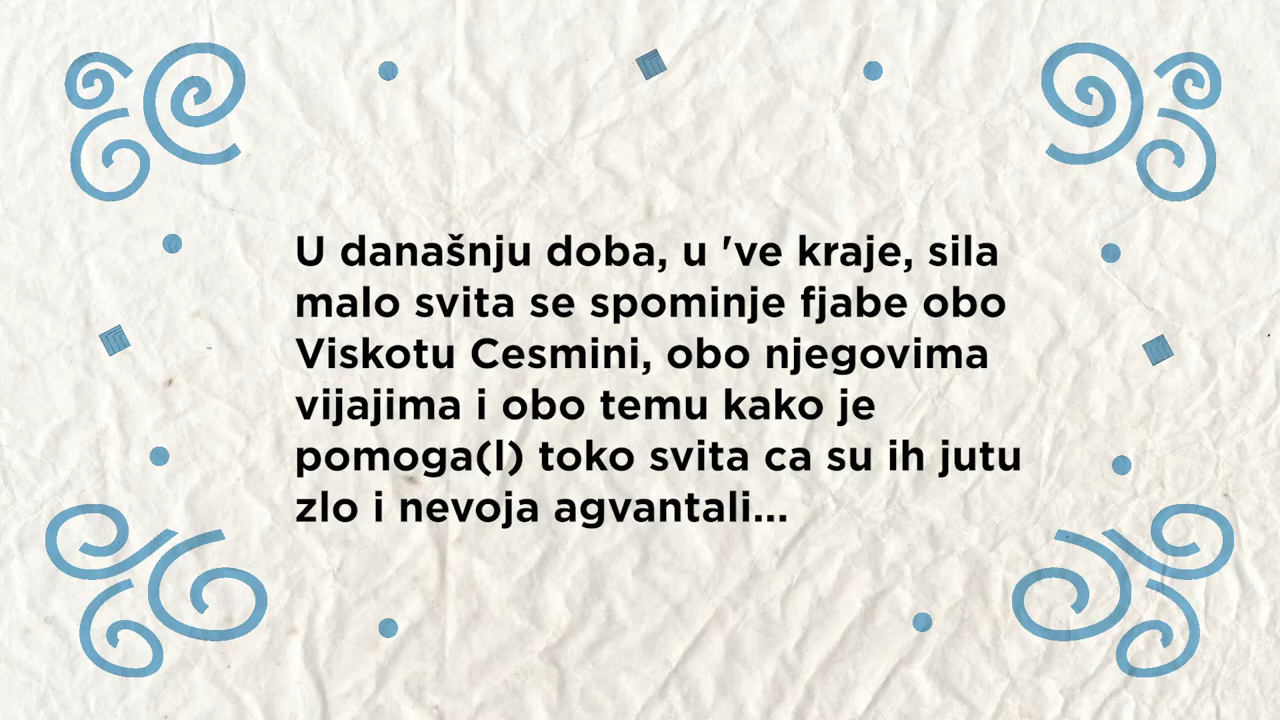 U današnju doba, u 've kraje, sila
malo svita se spominje fjabe obo
Viskotu Cesmini, obo njegovima
vijajima i obo temu kako je
pomoga(l) toko svita ca su ih jutu
zlo i nevoja agvantali...